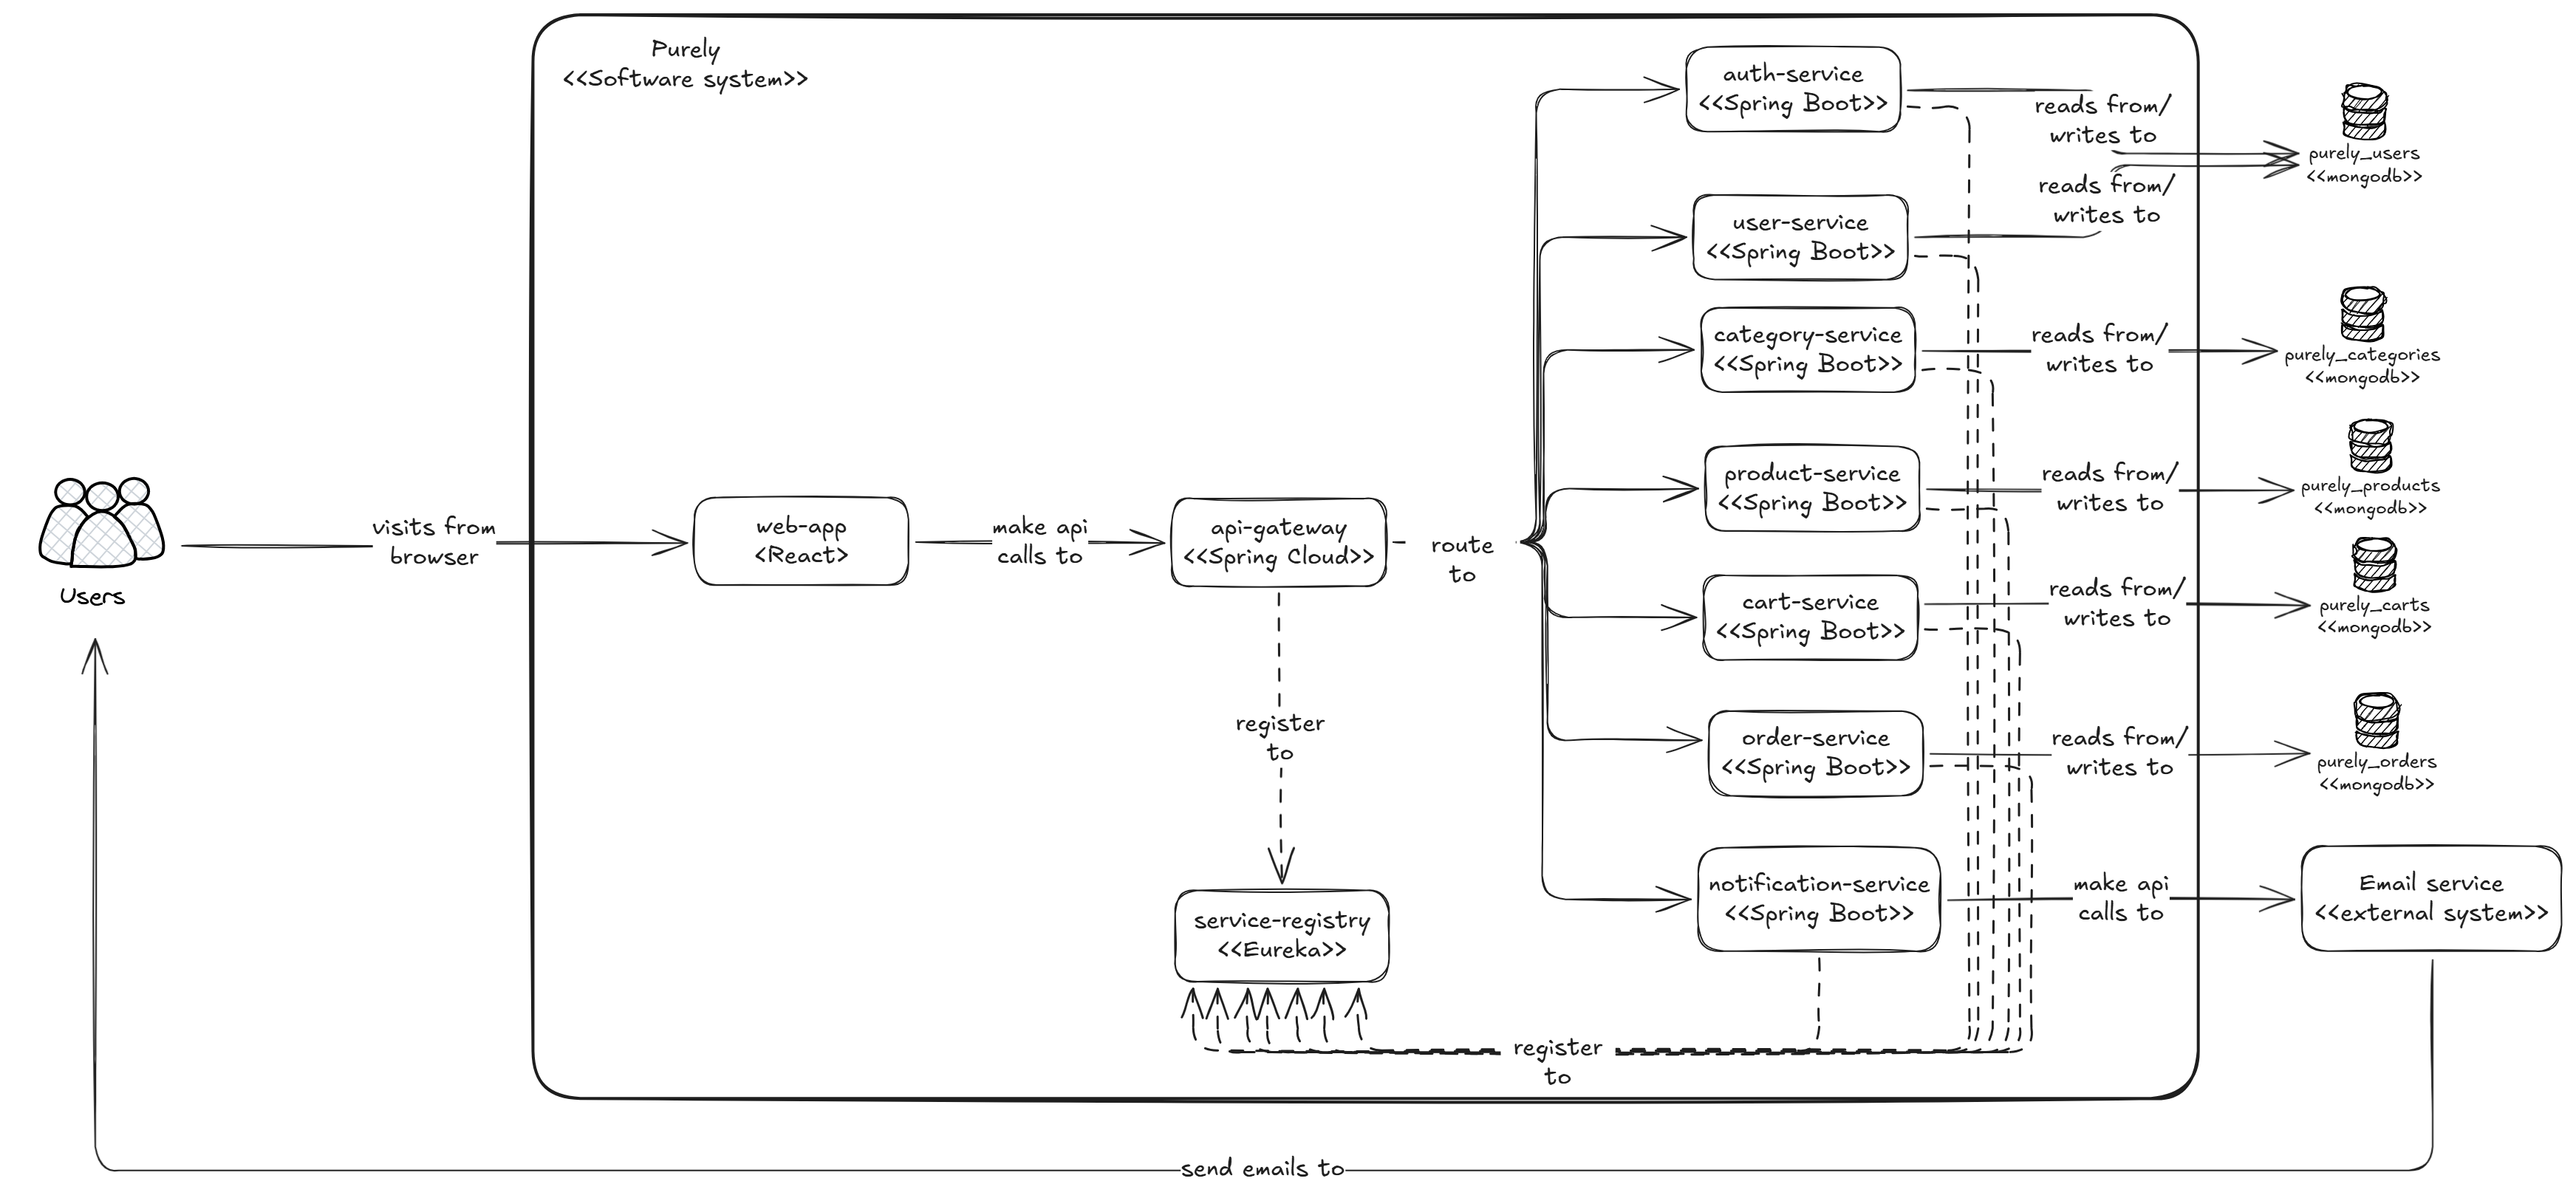 Purely
<<Software system>>
auth-service
<<Spring Boot>>
reads from/
writes to
purely_users
<<mongodb>>
reads from/
writes to
user-service
<<Spring Boot>>
category-service
<<Spring Boot>>
reads from/
writes to
purely_categories
<<mongodb>>
product-service
<<Spring Boot>>
reads from/
writes to
purely_products
<<mongodb>>
Users
visits from
browser
web-app
<React>
make api
calls to
api-gateway
<<Spring Cloud>>
route
to
cart-service
<<Spring Boot>>
reads from/
writes to
purely_carts
<<mongodb>>
register
to
order-service
<<Spring Boot>>
reads from/
writes to
purely_orders
<<mongodb>>
service-registry
<<Eureka>>
notification-service
<<Spring Boot>>
make api
calls to
Email service
<<external system>>
register
to
send emails to